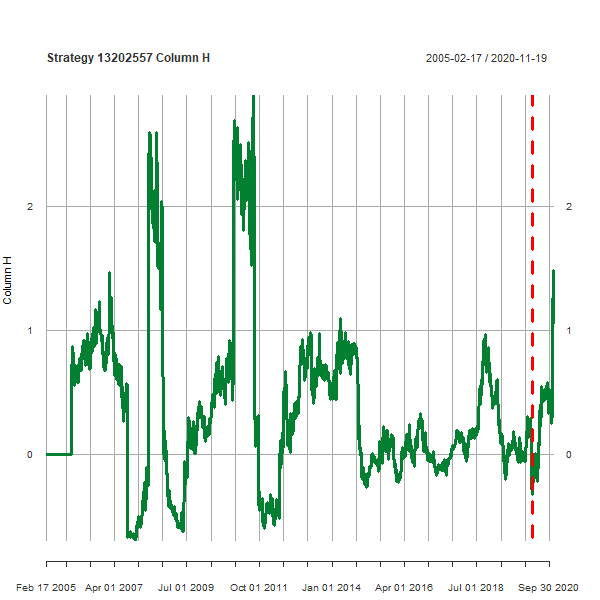 Strategy 13202557 Column H
2005-02-17 / 2020-11-19
Column H
2
2
1
1
0
0
Feb 17 2005
Apr 01 2007
Jul 01 2009
Oct 01 2011
Jan 01 2014
Apr 01 2016
Jul 01 2018
Sep 30 2020